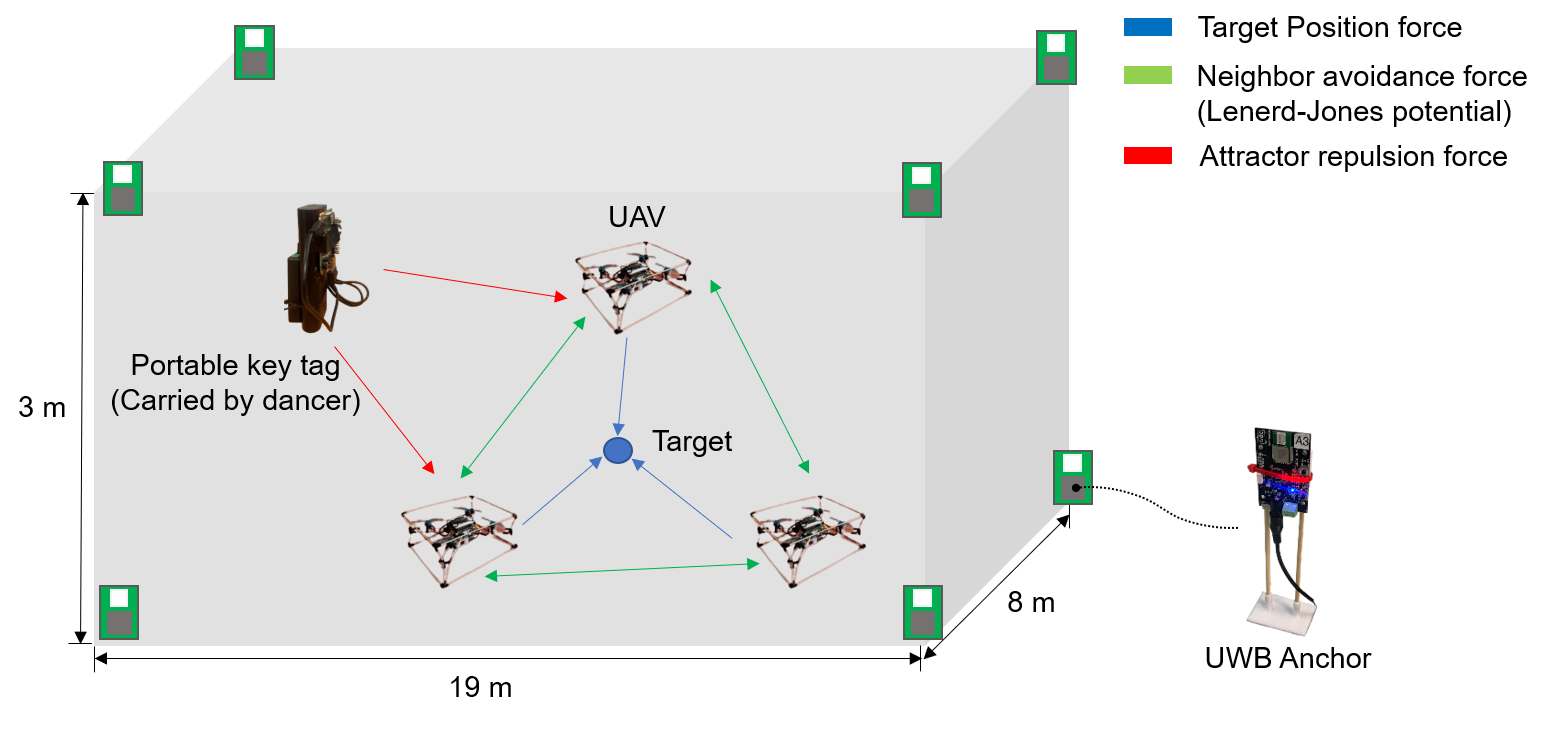 Target Position force
Neighbor avoidance force
(Lenerd-Jones potential)
Attractor repulsion force
UAV
Portable key tag
(Carried by dancer)
3 m
Target
A3
8 m
UWB Anchor
19 m